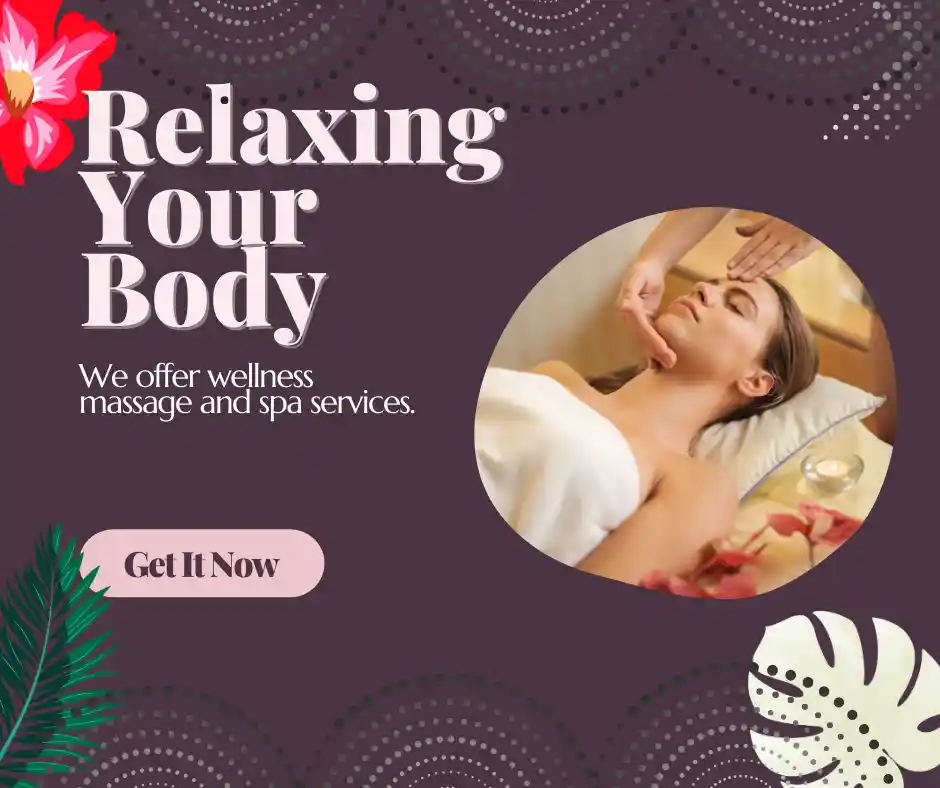 Relaxing
Your
Body
We offer wellness
massage and spa services.
Get It Now